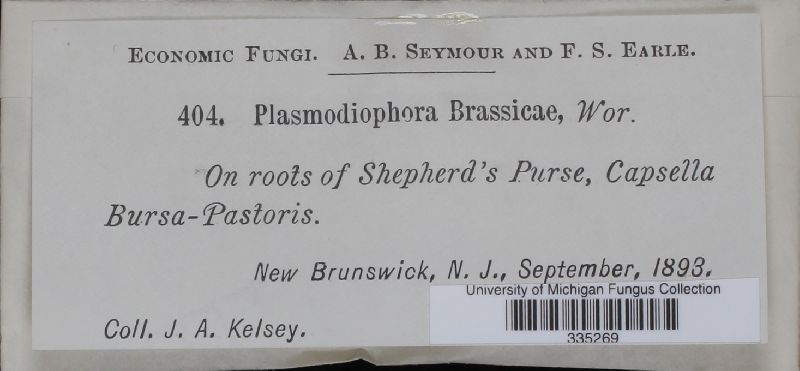 ECONOMIC FUNGI. A. B. SEYMOUR AND F. S. EARLE.
404. Plasmodiophora Brassicae, Wor.
On roots of Shepherd's Purse, Capsella
Bursa-Pastoris.
New Brunswick, N. J., September, 1893.
Coll. J. A. Kelsey.
University of Michigan Fungus Collection
335269